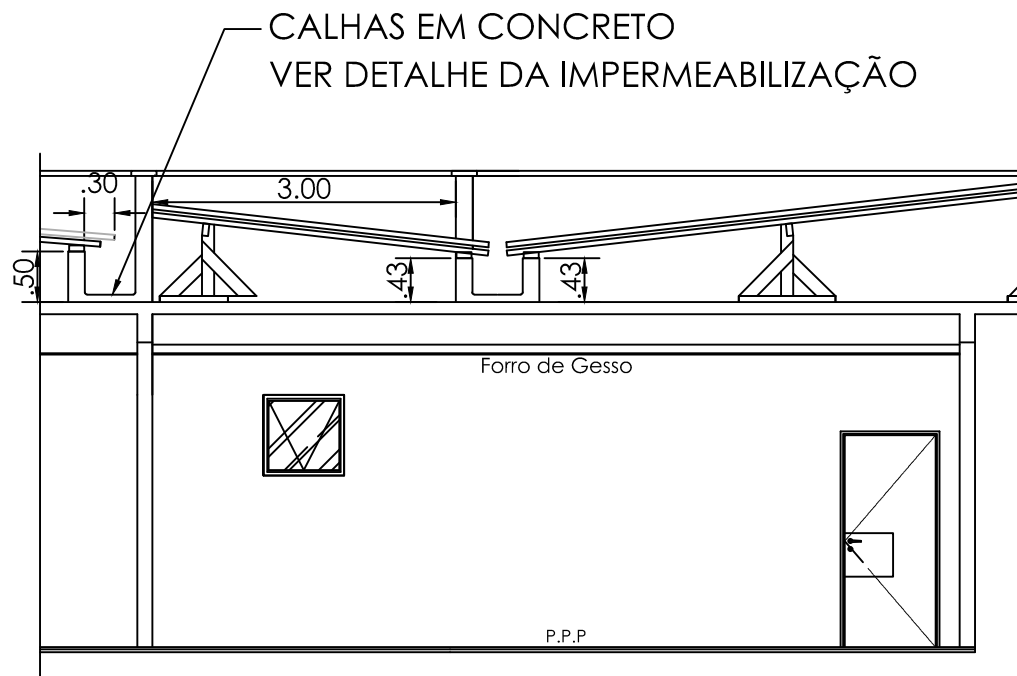 CALHAS EM CONCRETO
VER DETALHE DA IMPERMEABILIZAÇÃO
.30
3.00
.50
.43
.43
Forro de Gesso
P.P.P